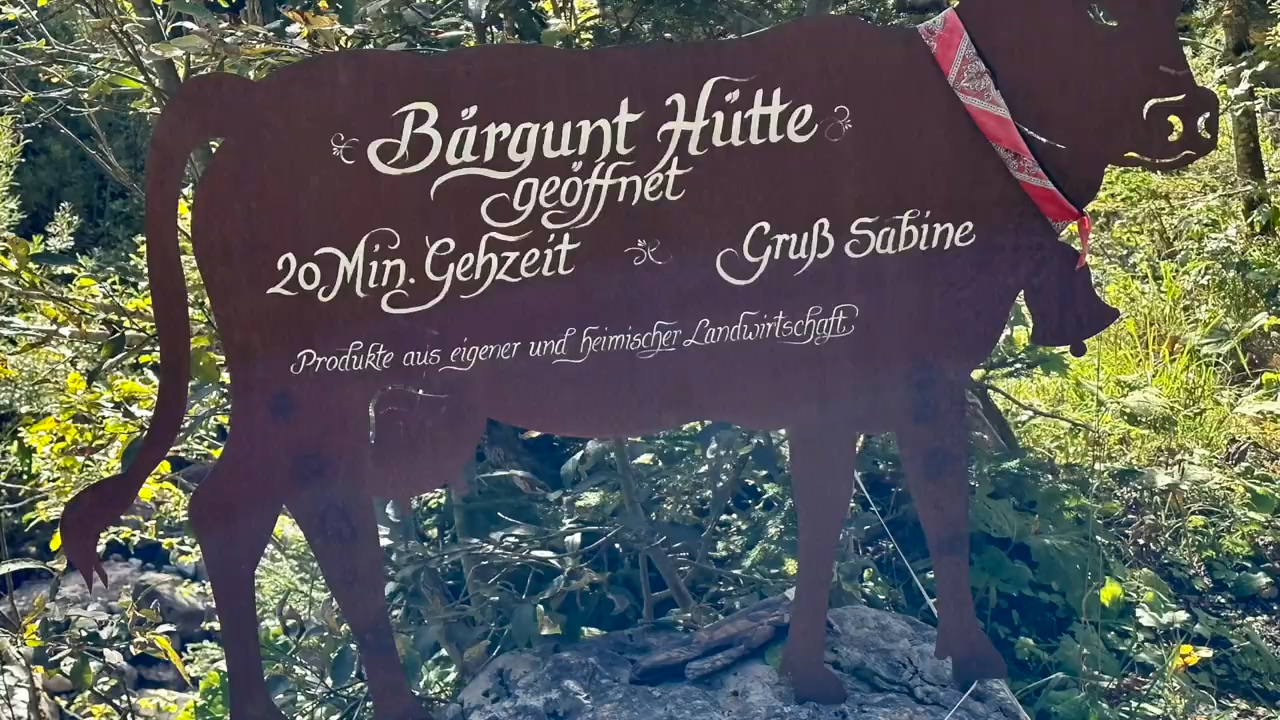 Bärgunt Hütte
geöffnet
20 Min. Gehzeit
Gruß Sabine
Produkte aus eigener und heimischer Landwirtschaft